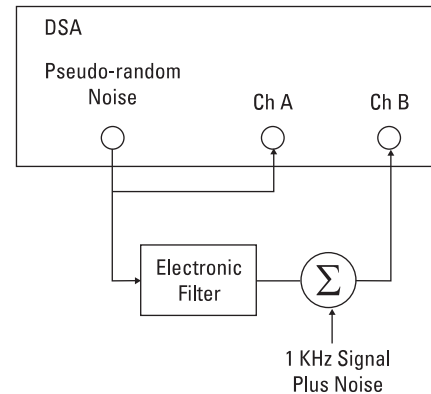 DSA
Pseudo-random
Noise
Ch A
Ch B
Electronic
Filter
Σ
1 KHz Signal
Plus Noise